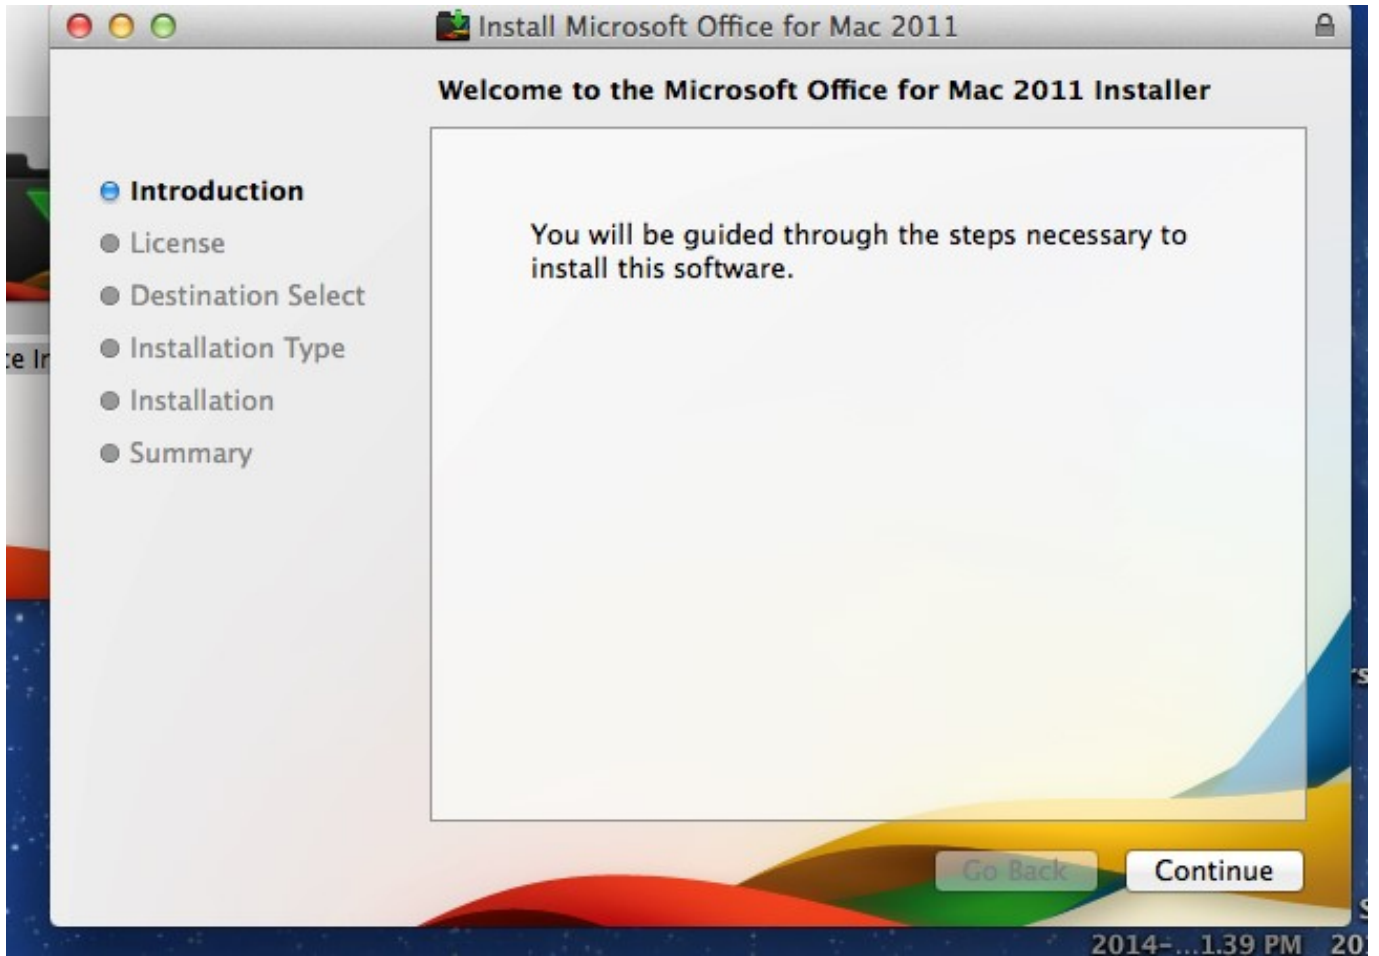 Install Microsoft Office for Mac 2011
Welcome to the Microsoft Office for Mac 2011 Installer
Introduction
License
Destination Select
Installation Type
Installation
Summary
You will be guided through the steps necessary to
install this software.
Go Back
Continue
2014-...1.39 PM